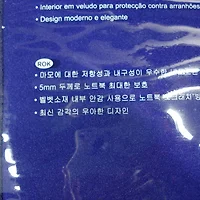 • Interior em veludo para protecção contra arranhões
• Design moderno e elegante
ROK
• 마모에 대한 저항성과 내구성이 우수한
• 5mm 두께로 노트북 최대한 보호
• 벨벳소재 내부 안감 사용으로 노트북
• 최신 감각의 우아한 디자인